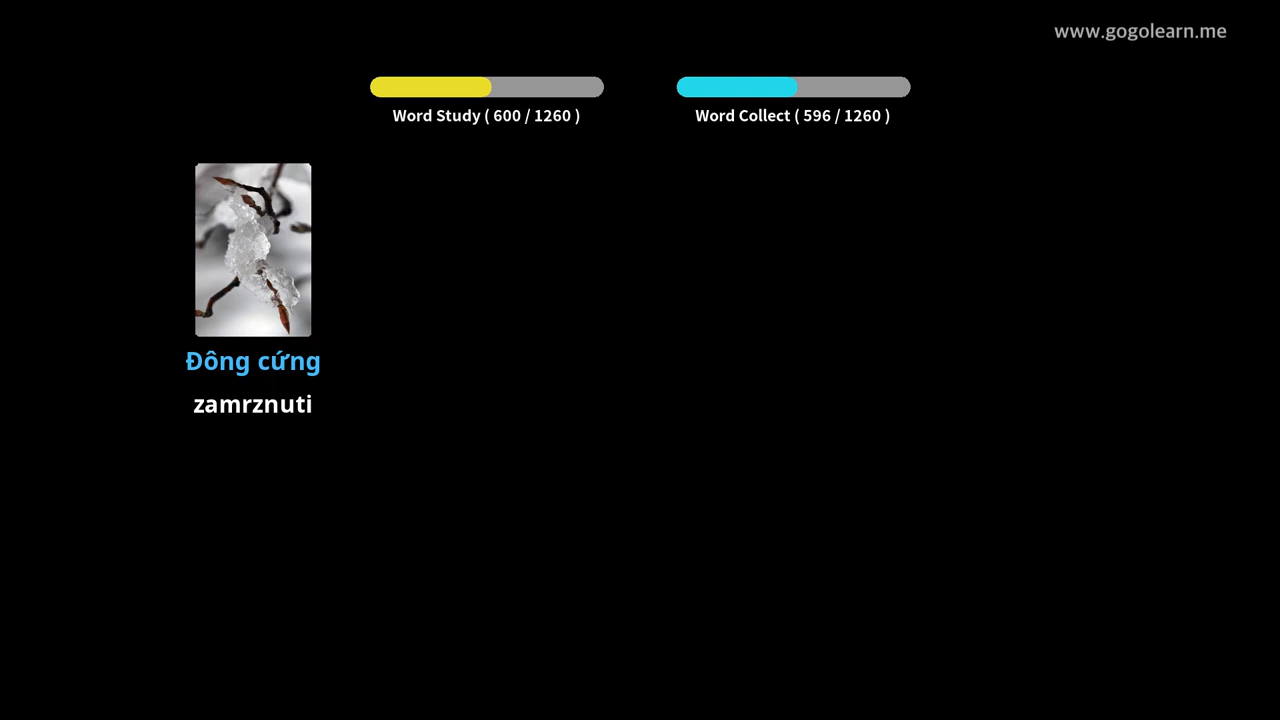 www.gogolearn.me
Word Study ( 600 / 1260 )
Word Collect ( 596 / 1260 )
Đông cứng
zamrznuti